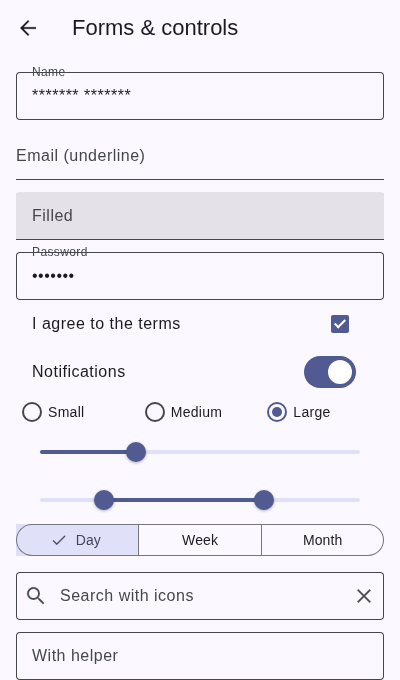 Forms & controls
Name
******* *******
Email (underline)
Filled
Password
•••••••
I agree to the terms
Notifications
Small Medium Large
Day Week Month
Search with icons
With helper